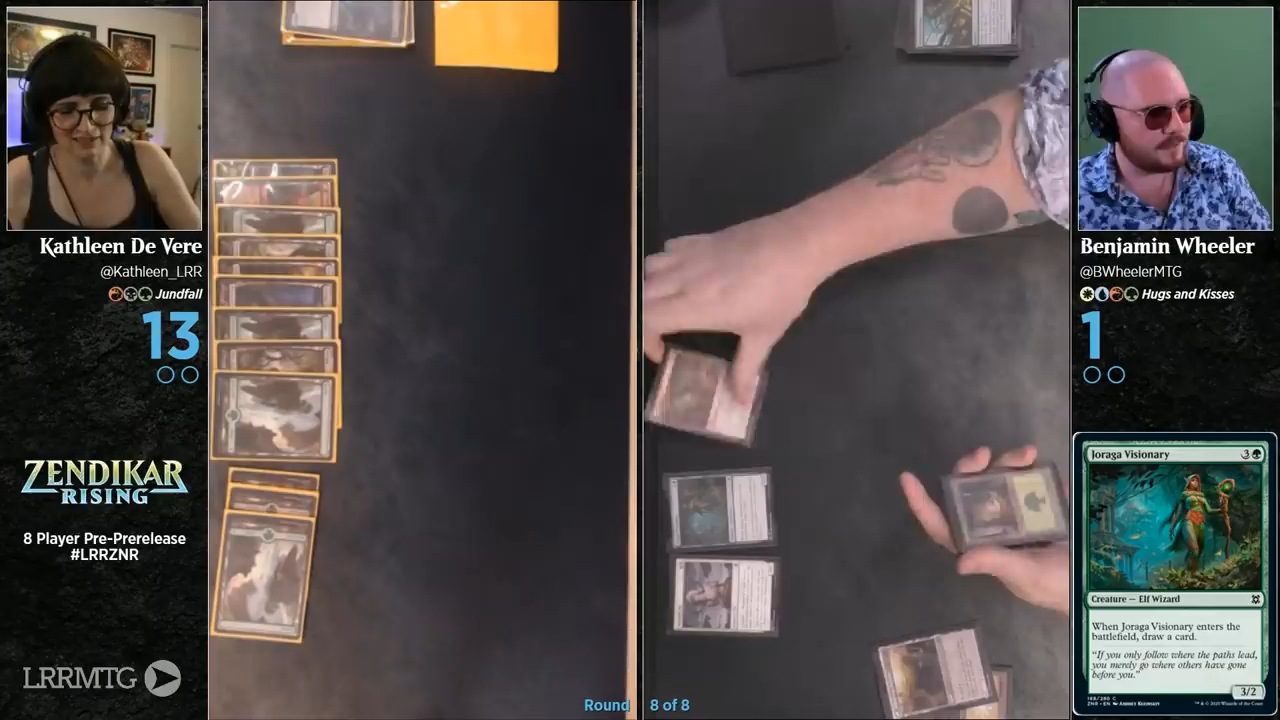 Kathleen De Vere
@Kathleen_LRR
Jundfall
13
ZENDIKAR
RISING
8 Player Pre-Prerelease
#LRRZNR
LRRMTG
Round
8 of 8
Benjamin Wheeler
@BWheelerMTG
Hugs and Kisses
1
Joraga Visionary 3
Creature — Elf Wizard
When Joraga Visionary enters the
battlefield, draw a card.
"If you only follow where the paths lead,
you merely go where others have gone
before you."
3/2